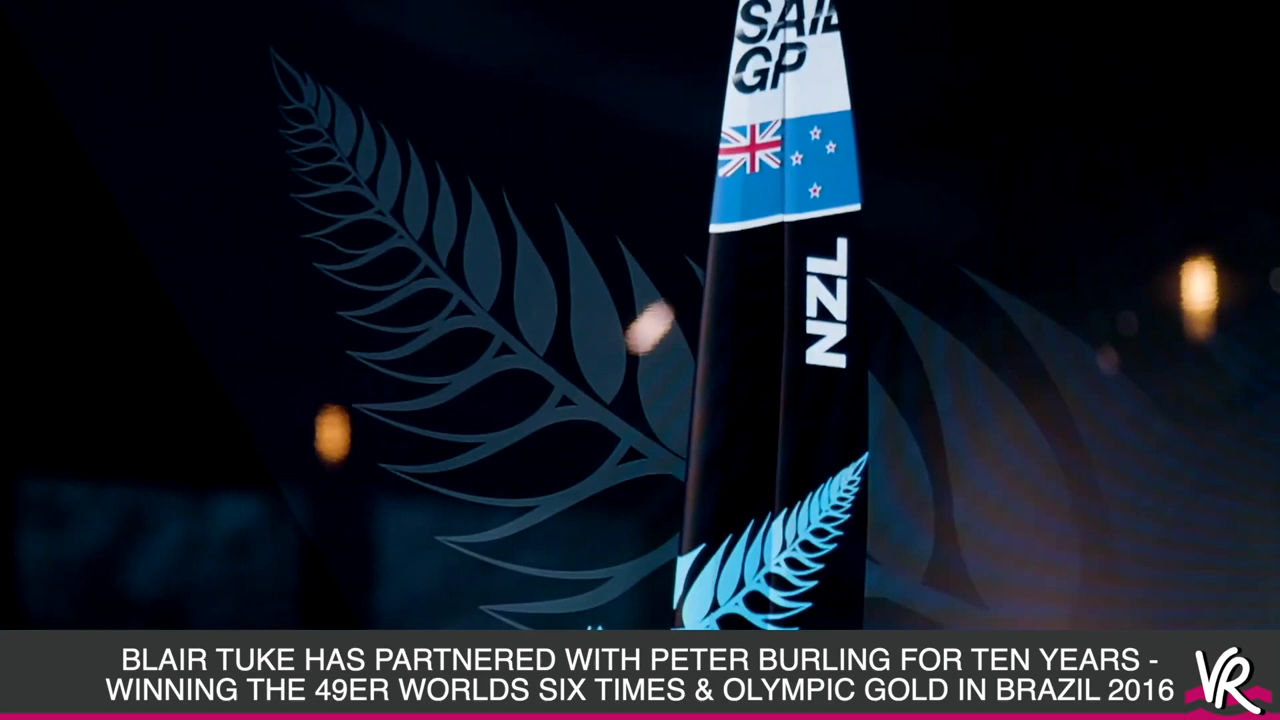 SAIL
GP
NZL
BLAIR TUKE HAS PARTNERED WITH PETER BURLING FOR TEN YEARS -
WINNING THE 49ER WORLDS SIX TIMES & OLYMPIC GOLD IN BRAZIL 2016
VR